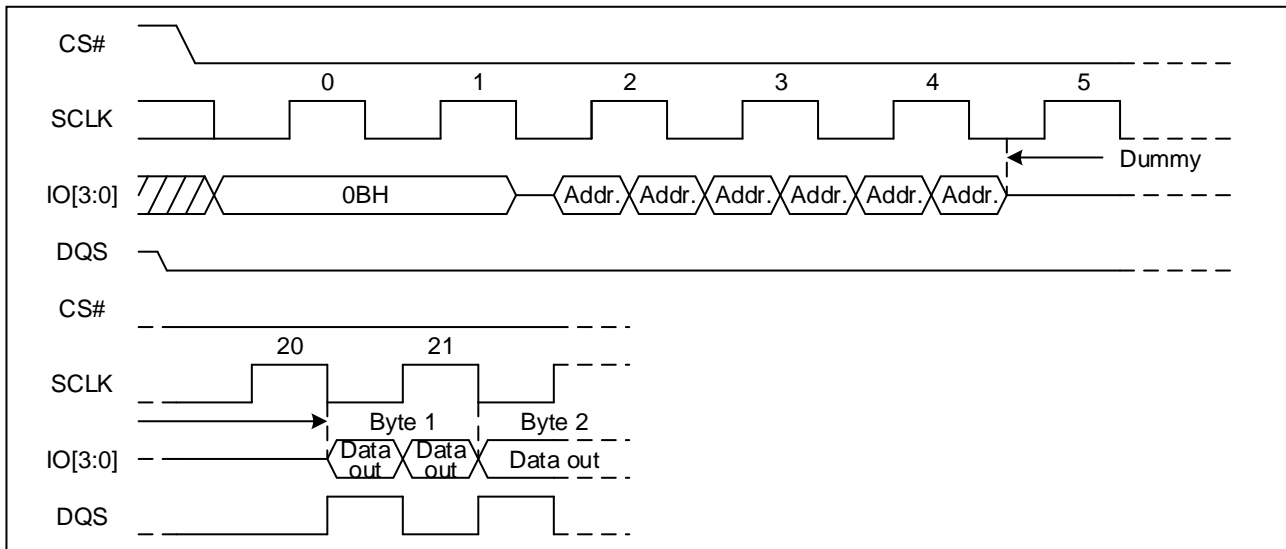 CS#
0 1 2 3 4 5
SCLK
Dummy
IO[3:0] 0BH Addr. Addr. Addr. Addr. Addr. Addr.
DQS
CS#
20 21
SCLK
Byte 1 Byte 2
IO[3:0] Data out Data out Data out
DQS